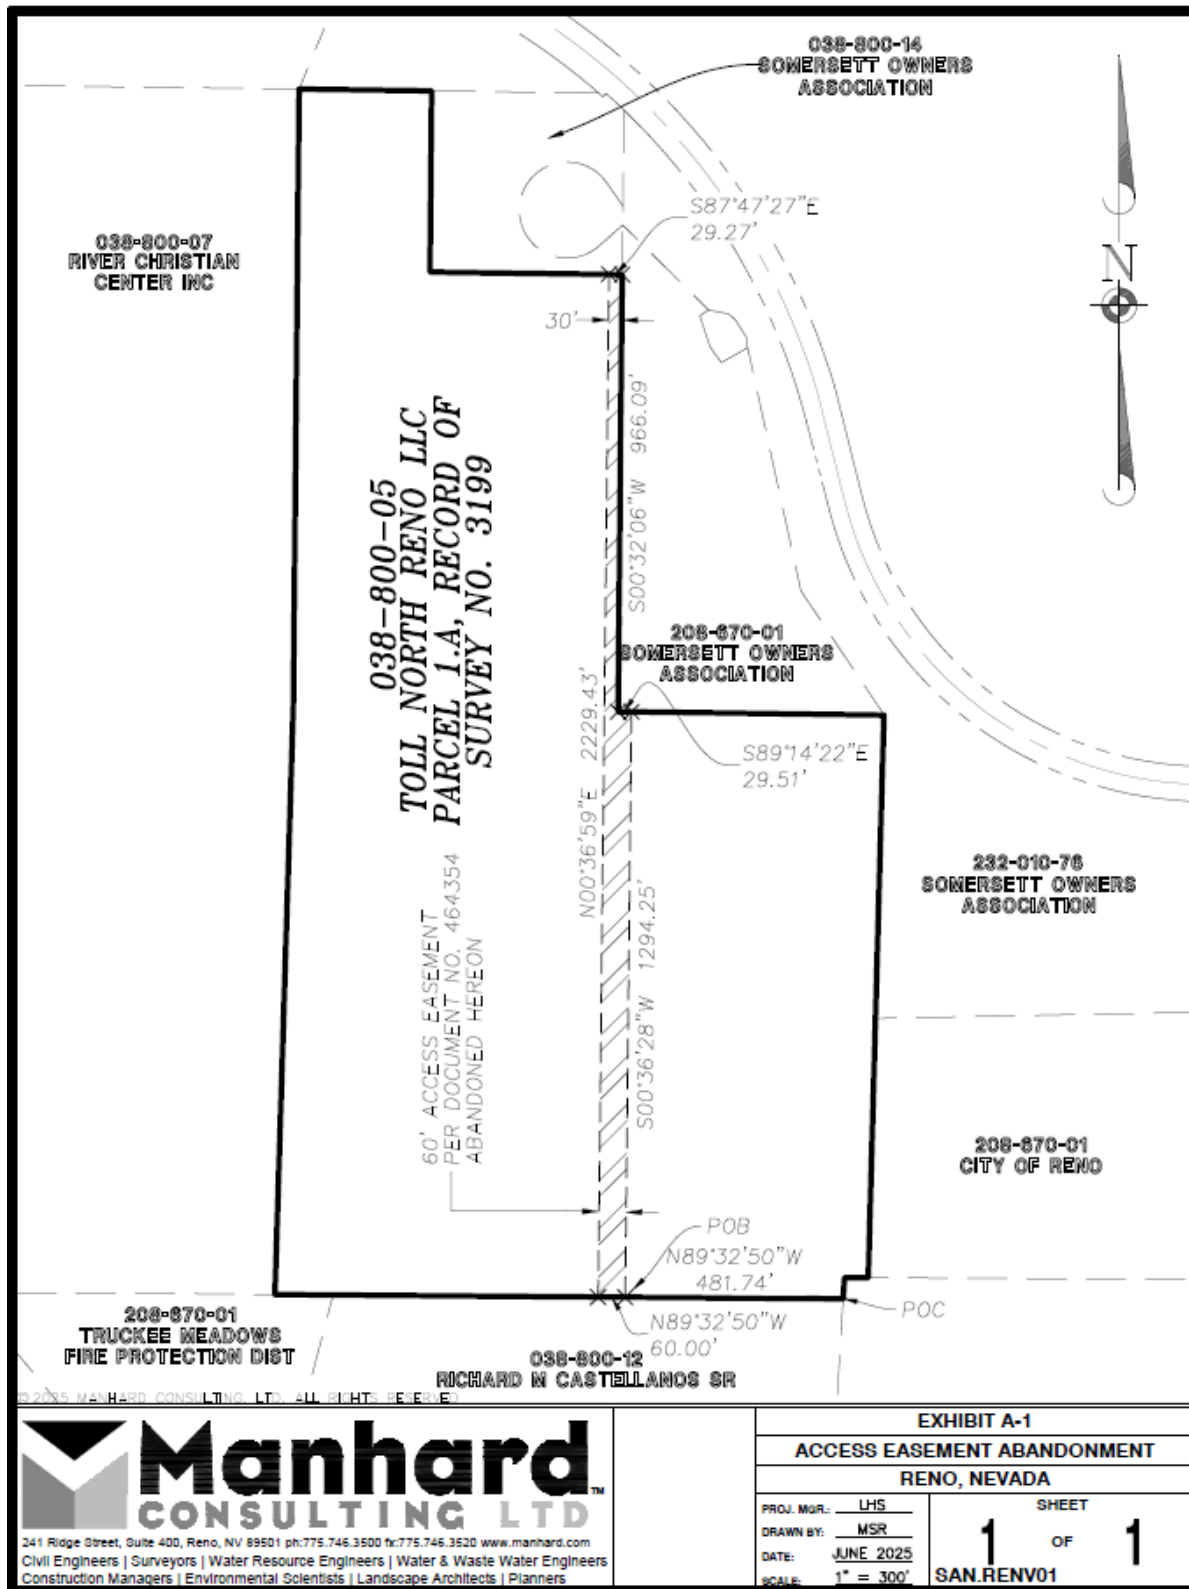 038-800-14
SOMERSETT OWNERS
ASSOCIATION
S87°47'27"E
29.27'
038-800-07
RIVER CHRISTIAN
CENTER INC
N
30'
038-800-05
TOLL NORTH RENO LLC
PARCEL 1.A, RECORD OF
SURVEY NO. 3199
S00°32'06"W 966.09'
208-670-01
SOMERSETT OWNERS
ASSOCIATION
N00°36'59"E 2229.43'
S89°14'22"E
29.51'
60' ACCESS EASEMENT
PER DOCUMENT NO. 464354
ABANDONED HEREON
S00°36'28"W 1294.25'
232-010-76
SOMERSETT OWNERS
ASSOCIATION
208-670-01
CITY OF RENO
POB
N89°32'50"W
481.74'
POC
N89°32'50"W
60.00'
208-670-01
TRUCKEE MEADOWS
FIRE PROTECTION DIST
038-800-12
RICHARD M CASTELLANOS SR
© 2025 MANHARD CONSULTING, LTD. ALL RIGHTS RESERVED
Manhard™
CONSULTING LTD
241 Ridge Street, Suite 400, Reno, NV 89501 ph:775.746.3500 fx:775.746.3520 www.manhard.com
Civil Engineers | Surveyors | Water Resource Engineers | Water & Waste Water Engineers
Construction Managers | Environmental Scientists | Landscape Architects | Planners
EXHIBIT A-1
ACCESS EASEMENT ABANDONMENT
RENO, NEVADA
PROJ. MGR.: LHS
DRAWN BY: MSR
DATE: JUNE 2025
SCALE: 1" = 300'
SHEET
1 OF 1
SAN.RENV01